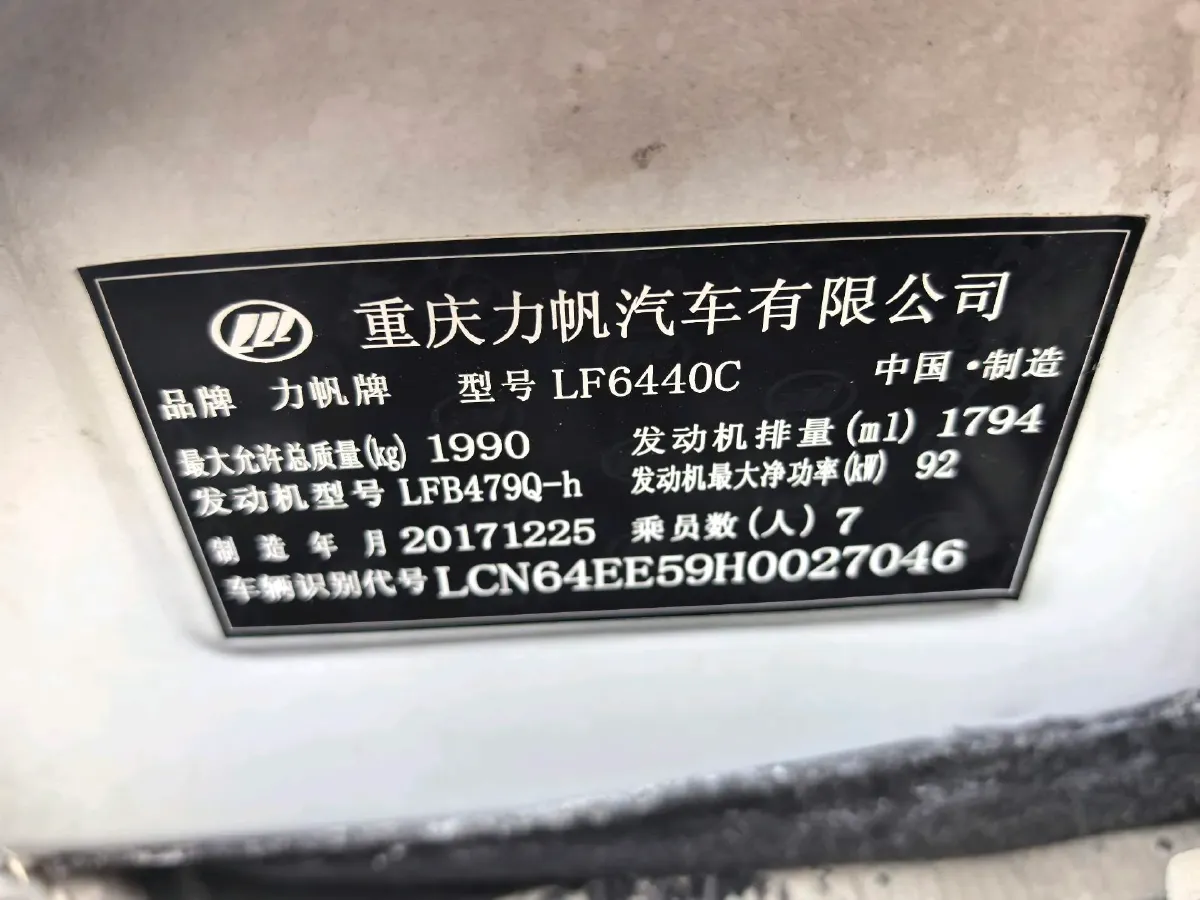 重庆力帆汽车有限公司
品牌 力帆牌 型号 LF6440C 中国·制造
最大允许总质量(kg) 1990 发动机排量(ml) 1794
发动机型号 LFB479Q-h 发动机最大净功率(kW) 92
制造年月 20171225 乘员数(人) 7
车辆识别代号 LCN64EE59H0027046